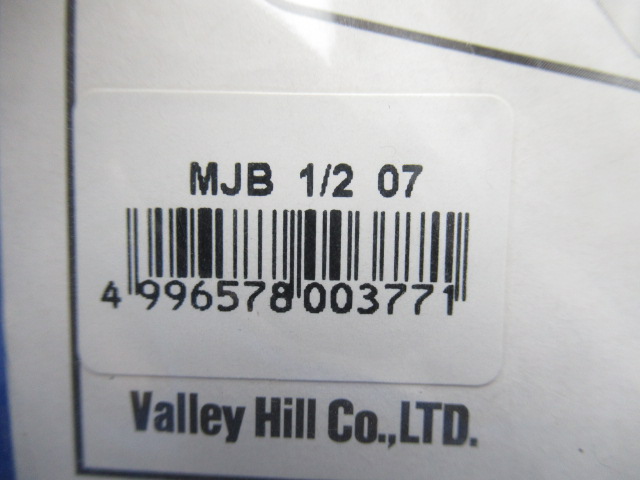 MJB 1/2 07
4 996578 003771
Valley Hill Co.,LTD.